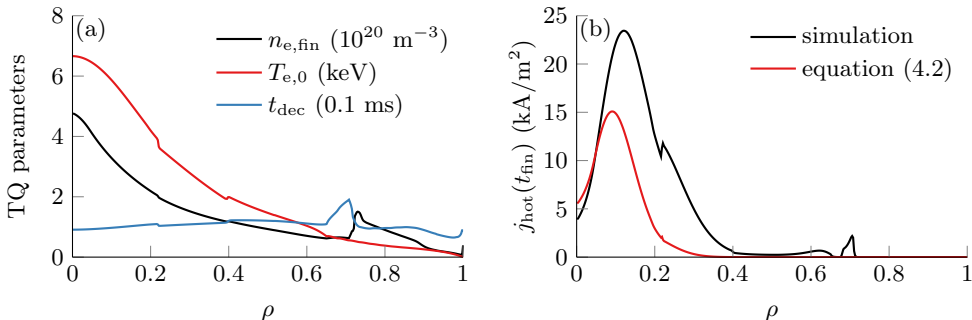 (a)
n_e,fin (10^20 m^−3)
T_e,0 (keV)
t_dec (0.1 ms)
TQ parameters
8
6
4
2
0
0 0.2 0.4 0.6 0.8 1
ρ
(b)
simulation
equation (4.2)
j_hot(t_fin) (kA/m^2)
25
20
15
10
5
0
0 0.2 0.4 0.6 0.8 1
ρ